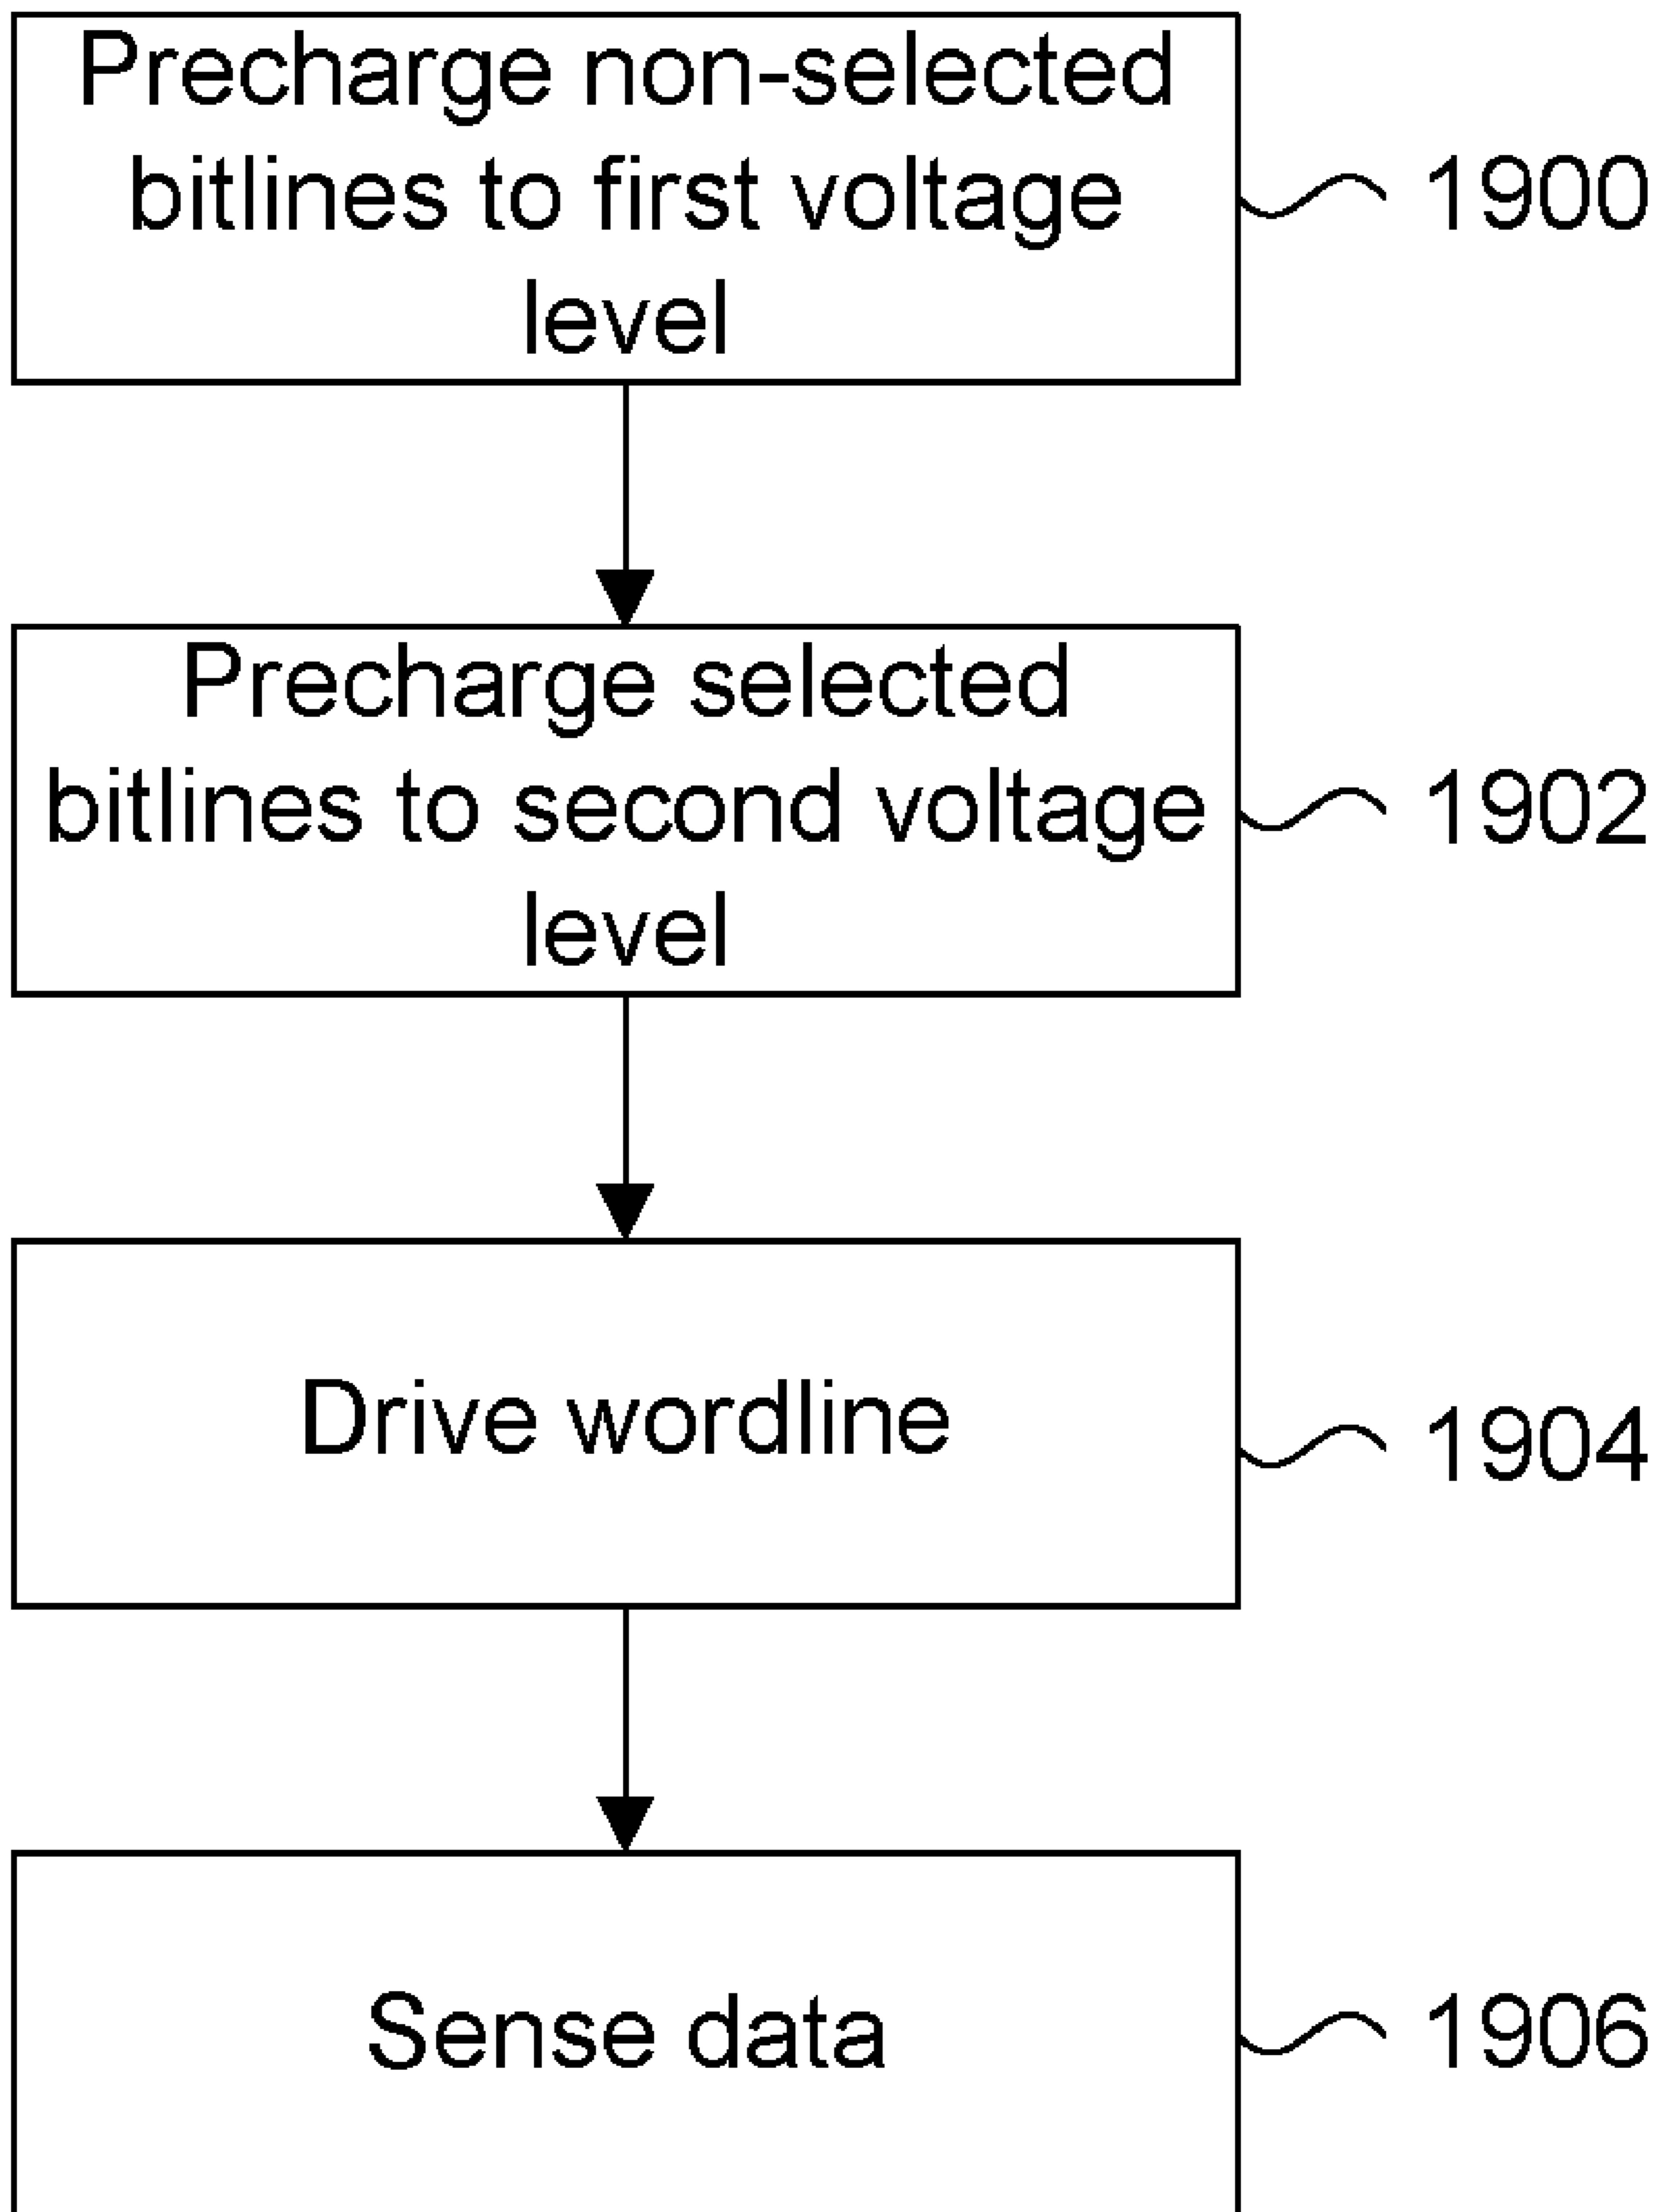 Precharge non-selected
bitlines to first voltage
level
1900
Precharge selected
bitlines to second voltage
level
1902
Drive wordline
1904
Sense data
1906